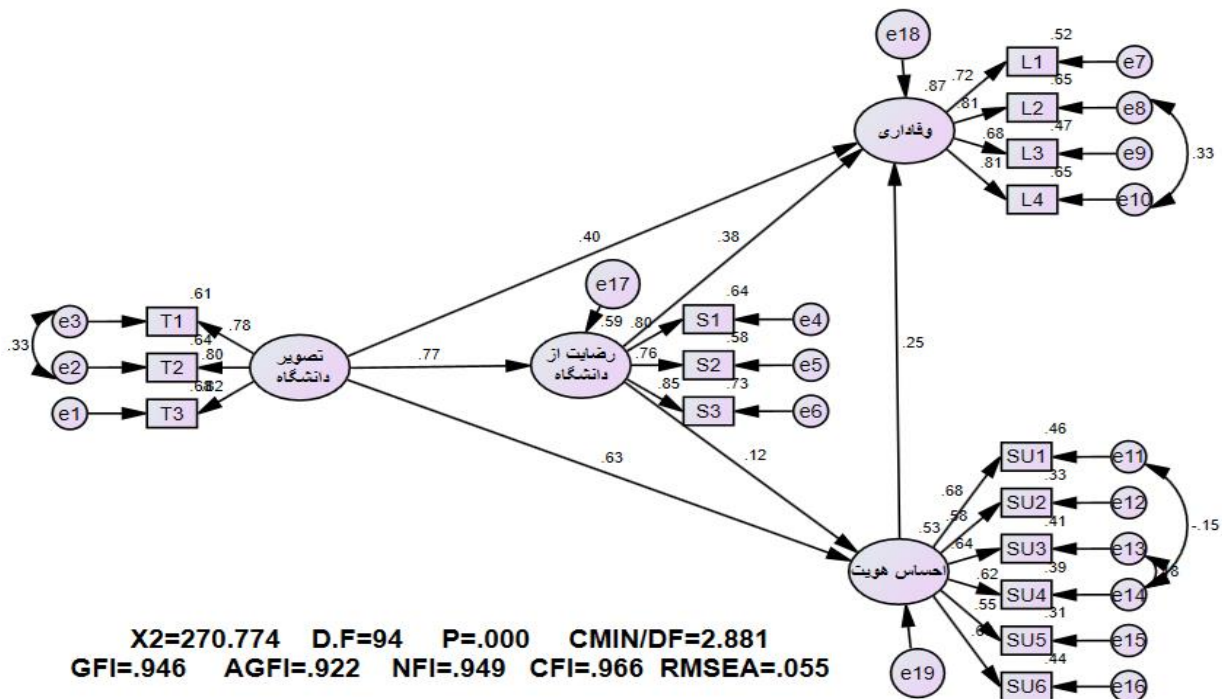 e18
.52
.87
.72
L1
e7
.65
وفاداری
.81
L2
e8
.47
.68
L3
e9
.33
.65
.81
L4
e10
.40
.38
e17
.64
.59
.80
S1
e4
.61
e3
T1
.78
.58
.33
.64
رضایت از
دانشگاه
.76
S2
e5
e2
T2
.80
تصویر
دانشگاه
.77
.73
.85
S3
e6
.68
.82
e1
T3
.25
.63
.12
.46
SU1
e11
.68
.33
SU2
e12
.53
.58
.41
-.15
.64
SU3
e13
احساس هویت
.39
.62
SU4
e14
.31
.55
SU5
e15
.44
SU6
e16
e19
X2=270.774 D.F=94 P=.000 CMIN/DF=2.881
GFI=.946 AGFI=.922 NFI=.949 CFI=.966 RMSEA=.055